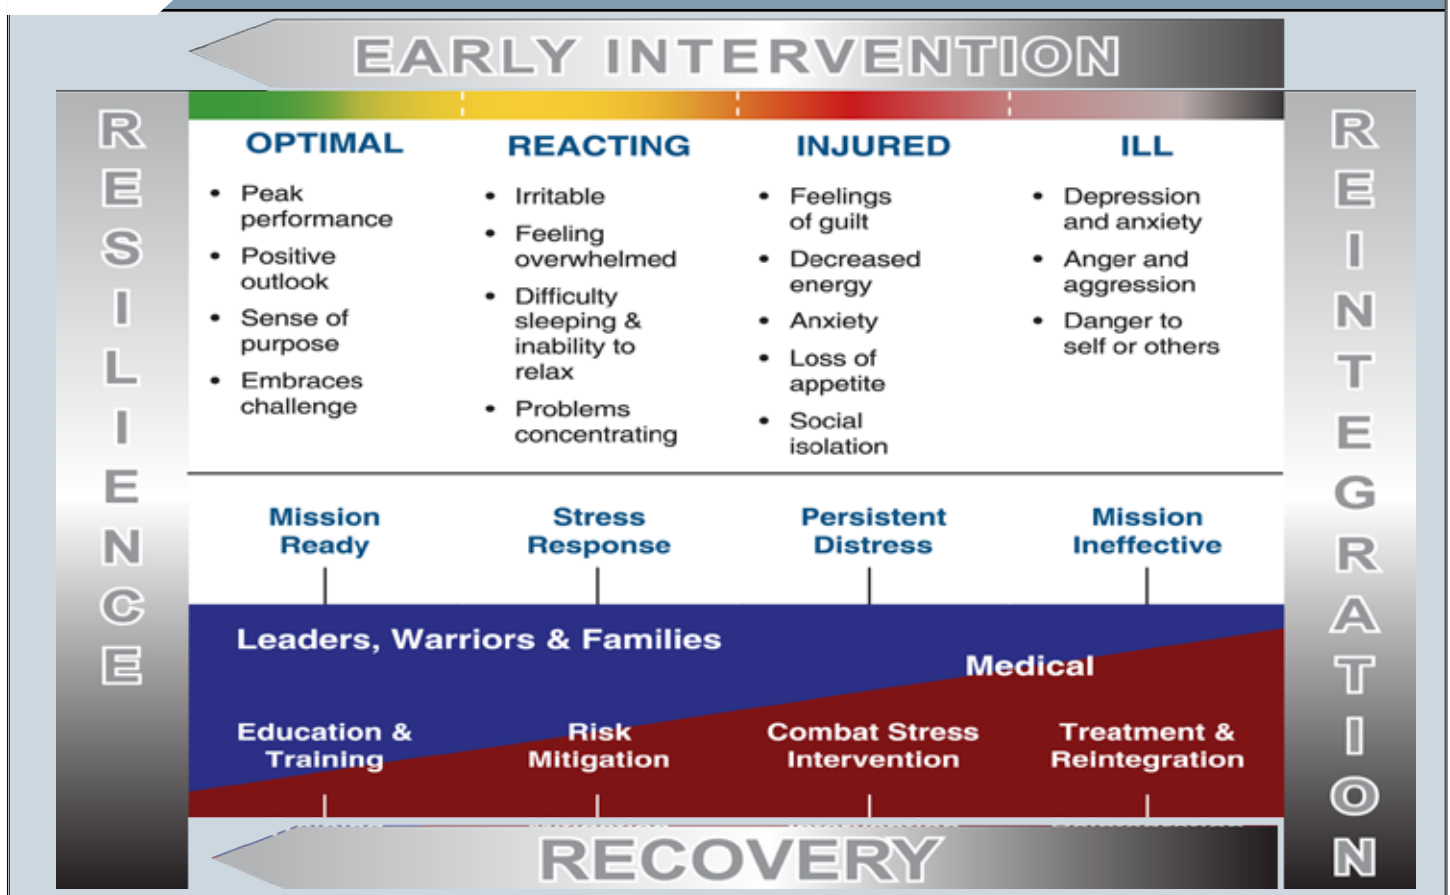 EARLY INTERVENTION
RESILIENCE
OPTIMAL
• Peak
performance
• Positive
outlook
• Sense of
purpose
• Embraces
challenge
REACTING
• Irritable
• Feeling
overwhelmed
• Difficulty
sleeping &
inability to
relax
• Problems
concentrating
INJURED
• Feelings
of guilt
• Decreased
energy
• Anxiety
• Loss of
appetite
• Social
isolation
ILL
• Depression
and anxiety
• Anger and
aggression
• Danger to
self or others
REINTEGRATION
Mission
Ready
Stress
Response
Persistent
Distress
Mission
Ineffective
Leaders, Warriors & Families
Medical
Education &
Training
Risk
Mitigation
Combat Stress
Intervention
Treatment &
Reintegration
RECOVERY